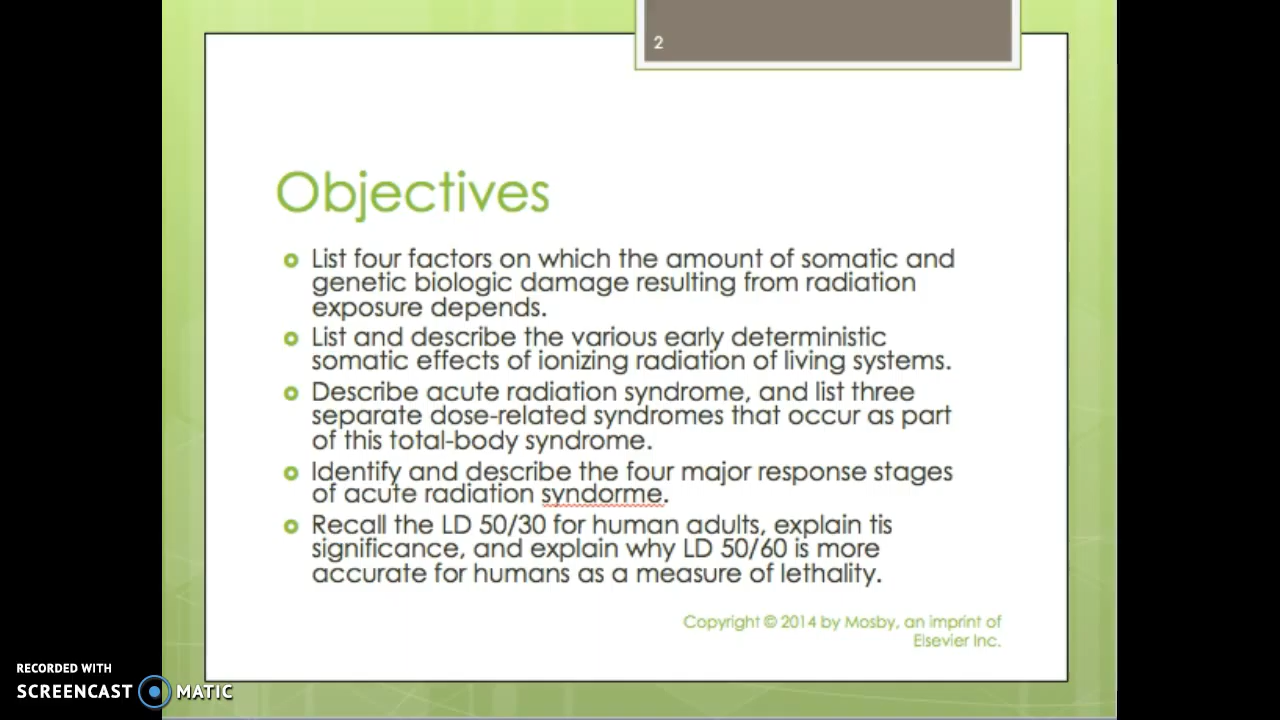 2
Objectives
List four factors on which the amount of somatic and
genetic biologic damage resulting from radiation
exposure depends.
List and describe the various early deterministic
somatic effects of ionizing radiation of living systems.
Describe acute radiation syndrome, and list three
separate dose-related syndromes that occur as part
of this total-body syndrome.
Identify and describe the four major response stages
of acute radiation syndorme.
Recall the LD 50/30 for human adults, explain tis
significance, and explain why LD 50/60 is more
accurate for humans as a measure of lethality.
Copyright © 2014 by Mosby, an imprint of
Elsevier Inc.
RECORDED WITH
SCREENCAST MATIC